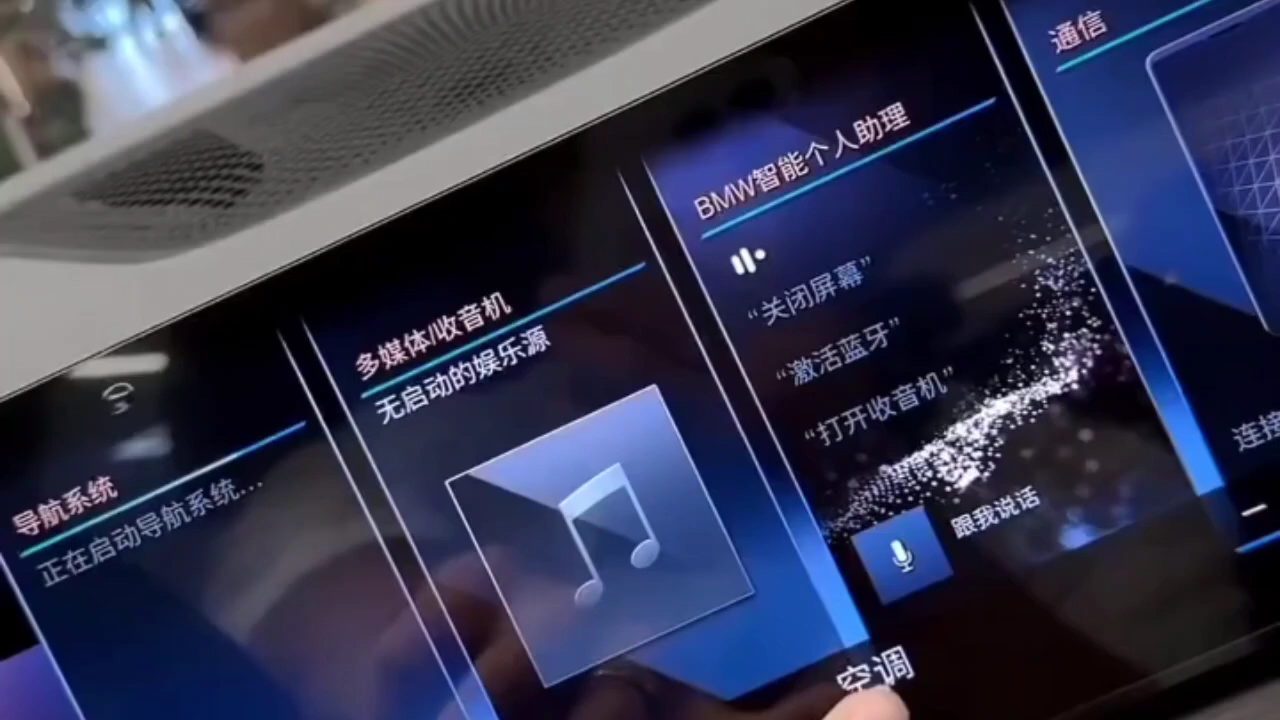 导航系统
正在启动导航系统...
多媒体/收音机
无启动的娱乐源
BMW智能个人助理
“关闭屏幕”
“激活蓝牙”
“打开收音机”
跟我说话
通信
连接
空调